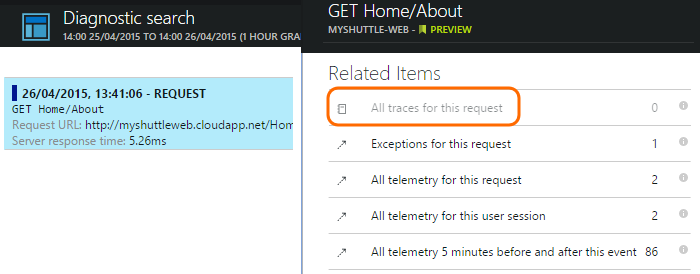 Diagnostic search
14:00 25/04/2015 TO 14:00 26/04/2015 (1 HOUR GRA
26/04/2015, 13:41:06 - REQUEST
GET Home/About
Request URL: http://myshuttleweb.cloudapp.net/Hom
Server response time: 5.26ms
GET Home/About
MYSHUTTLE-WEB - PREVIEW
Related Items
All traces for this request 0
Exceptions for this request 1
All telemetry for this request 2
All telemetry for this user session 2
All telemetry 5 minutes before and after this event 86